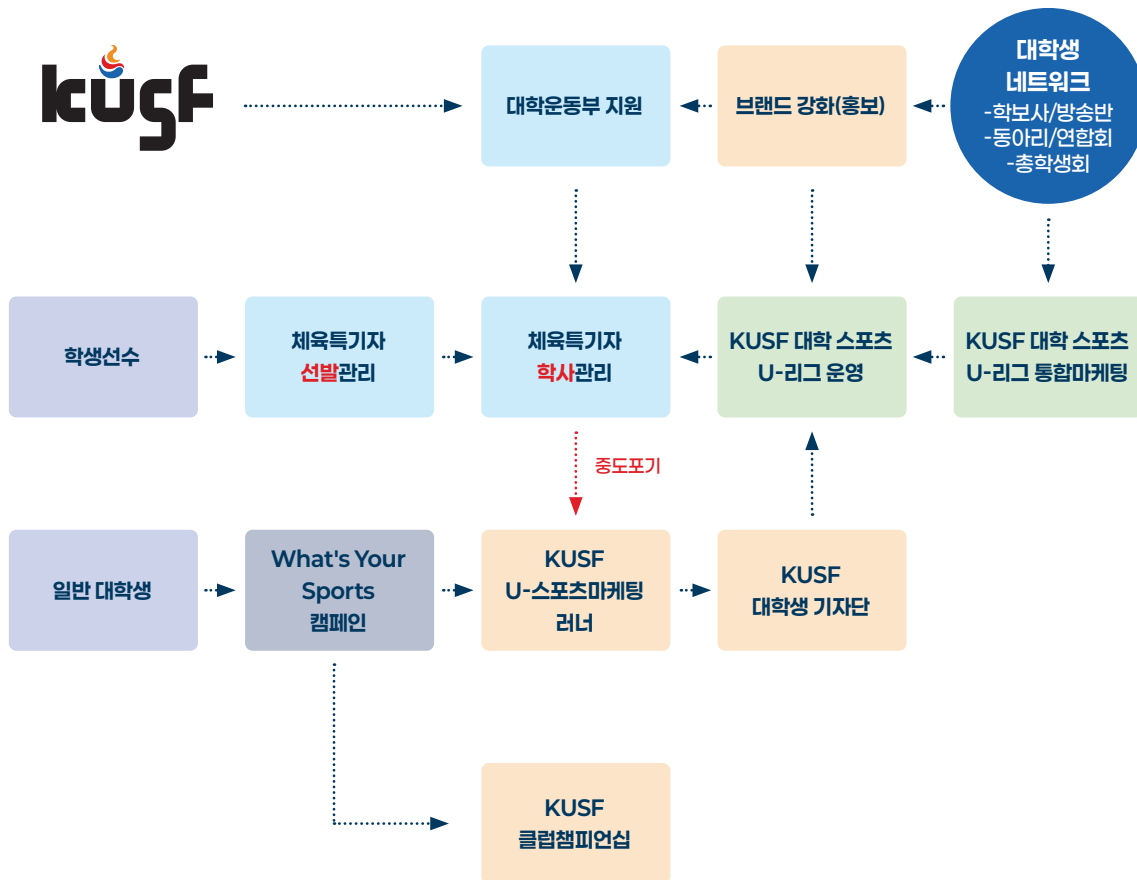 kusf
대학운동부 지원
브랜드 강화(홍보)
대학생
네트워크
-학보사/방송반
-동아리/연합회
-총학생회
학생선수
체육특기자
선발관리
체육특기자
학사관리
KUSF 대학 스포츠
U-리그 운영
KUSF 대학 스포츠
U-리그 통합마케팅
중도포기
일반 대학생
What's Your
Sports
캠페인
KUSF
U-스포츠마케팅
러너
KUSF
대학생 기자단
KUSF
클럽챔피언십